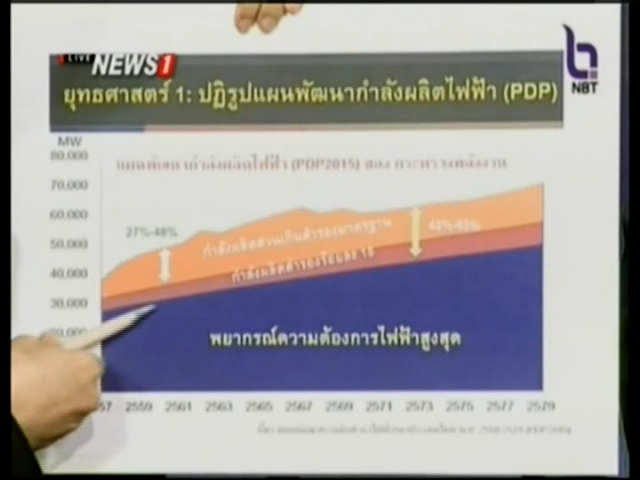 LIVE
NEWS1
NBT
ยุทธศาสตร์ 1: ปฏิรูปแผนพัฒนากำลังผลิตไฟฟ้า (PDP)
MW
แผนพัฒนากำลังผลิตไฟฟ้า (PDP2015) ของ กระทรวงพลังงาน
80,000
70,000
60,000
50,000
40,000
30,000
20,000
27%-48%
กำลังผลิตส่วนเกินสำรองมาตรฐาน
กำลังผลิตสำรองร้อยละ 15
พยากรณ์ความต้องการไฟฟ้าสูงสุด
57 2559 2561 2563 2565 2567 2569 2571 2573 2575 2577 2579